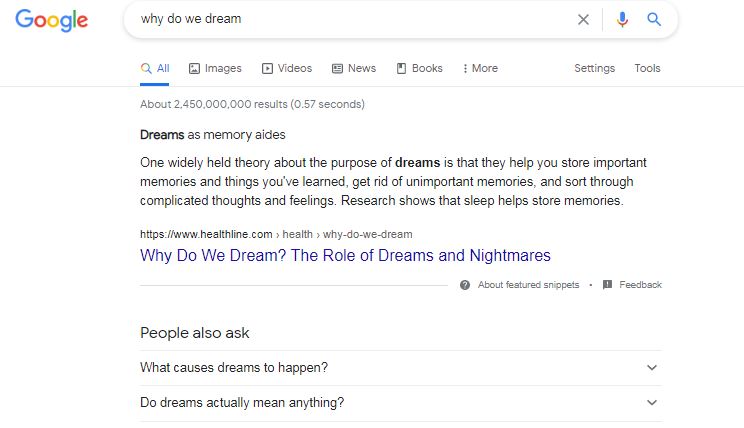 Google
why do we dream
All Images Videos News Books More Settings Tools
About 2,450,000,000 results (0.57 seconds)
Dreams as memory aides
One widely held theory about the purpose of dreams is that they help you store important
memories and things you've learned, get rid of unimportant memories, and sort through
complicated thoughts and feelings. Research shows that sleep helps store memories.
https://www.healthline.com › health › why-do-we-dream
Why Do We Dream? The Role of Dreams and Nightmares
About featured snippets • Feedback
People also ask
What causes dreams to happen?
Do dreams actually mean anything?